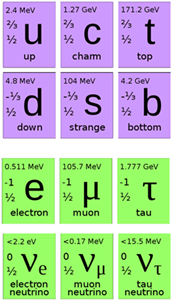 2.4 MeV 1.27 GeV 171.2 GeV
⅔ ⅔ ⅔
½ u ½ c ½ t
up charm top
4.8 MeV 104 MeV 4.2 GeV
-⅓ -⅓ -⅓
½ d ½ s ½ b
down strange bottom
0.511 MeV 105.7 MeV 1.777 GeV
-1 -1 -1
½ e ½ μ ½ τ
electron muon tau
<2.2 eV <0.17 MeV <15.5 MeV
0 0 0
½ νe ½ νμ ½ ντ
electron muon tau
neutrino neutrino neutrino